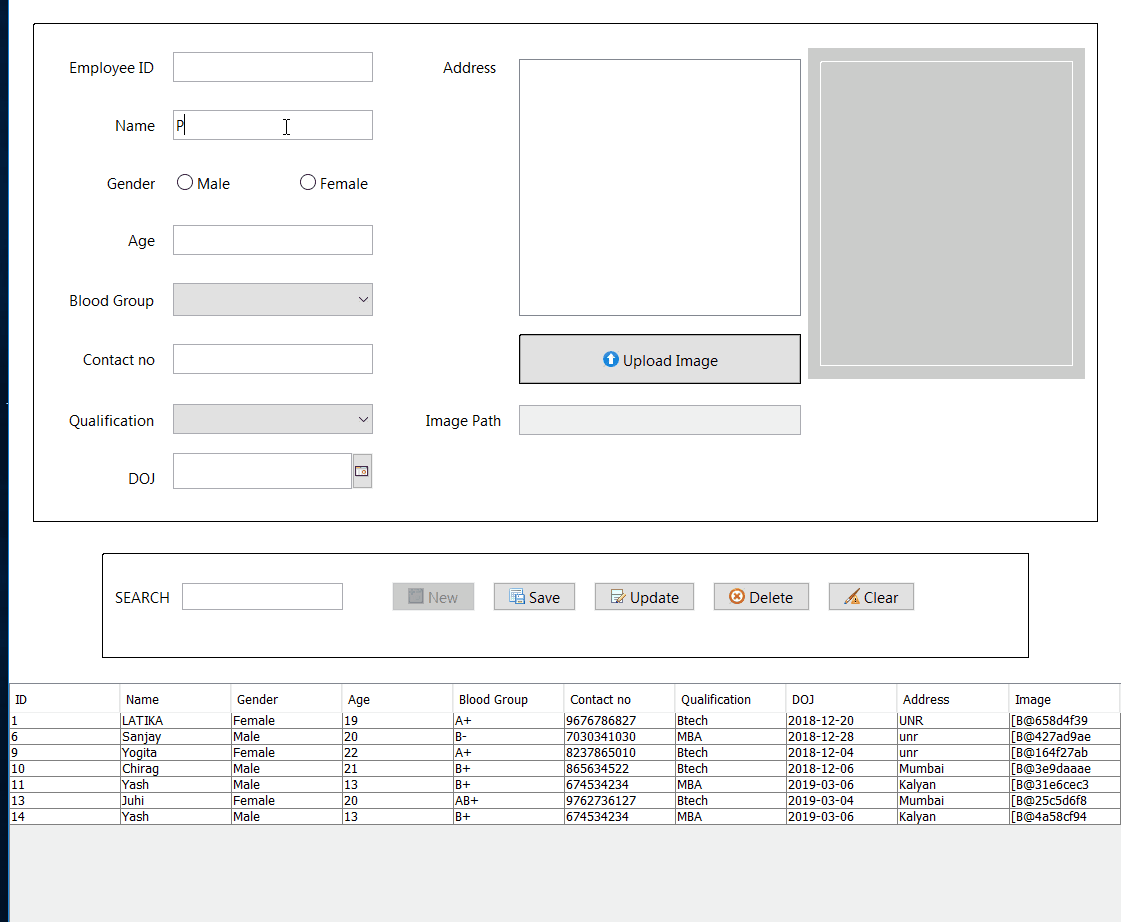 Employee ID
Address
Name
P
Gender
Male
Female
Age
Blood Group
Contact no
Upload Image
Qualification
Image Path
DOJ
SEARCH
New
Save
Update
Delete
Clear
ID Name Gender Age Blood Group Contact no Qualification DOJ Address Image
1 LATIKA Female 19 A+ 9676786827 Btech 2018-12-20 UNR [B@658d4f39
6 Sanjay Male 20 B- 7030341030 MBA 2018-12-28 unr [B@427ad9ae
9 Yogita Female 22 A+ 8237865010 Btech 2018-12-04 unr [B@164f27ab
10 Chirag Male 21 B+ 865634522 Btech 2018-12-06 Mumbai [B@3e9daaae
11 Yash Male 13 B+ 674534234 MBA 2019-03-06 Kalyan [B@31e6cec3
13 Juhi Female 20 AB+ 9762736127 Btech 2019-03-04 Mumbai [B@25c5d6f8
14 Yash Male 13 B+ 674534234 MBA 2019-03-06 Kalyan [B@4a58cf94